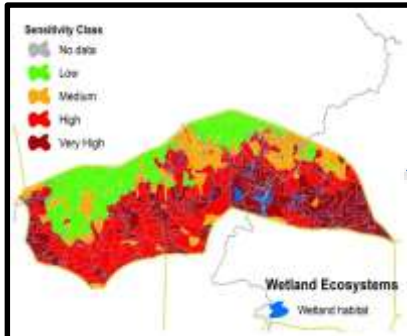 Sensitivity Class
No data
Low
Medium
High
Very High
Wetland Ecosystems
Wetland habitat